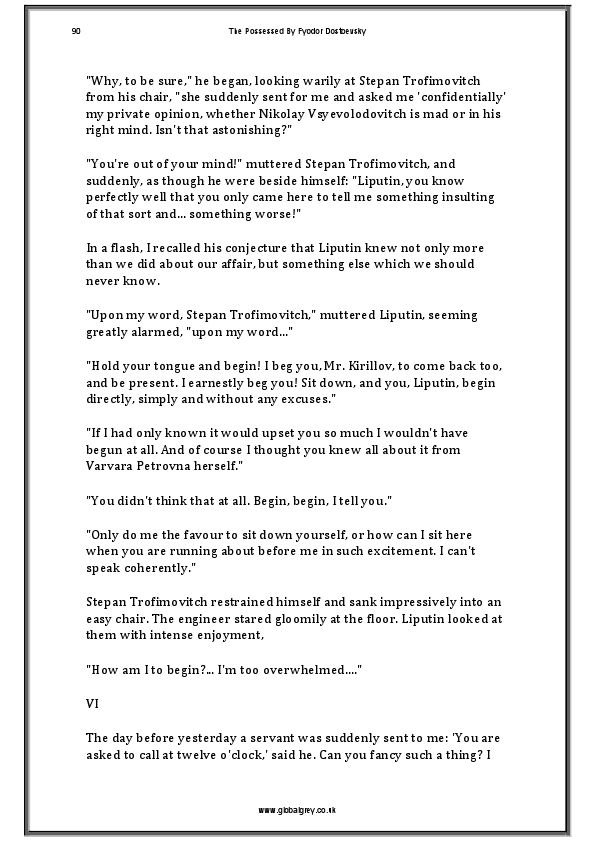 90
The Possessed By Fyodor Dostoevsky
"Why, to be sure," he began, looking warily at Stepan Trofimovitch
from his chair, "she suddenly sent for me and asked me 'confidentially'
my private opinion, whether Nikolay Vsyevolodovitch is mad or in his
right mind. Isn't that astonishing?"
"You're out of your mind!" muttered Stepan Trofimovitch, and
suddenly, as though he were beside himself: "Liputin, you know
perfectly well that you only came here to tell me something insulting
of that sort and... something worse!"
In a flash, I recalled his conjecture that Liputin knew not only more
than we did about our affair, but something else which we should
never know.
"Upon my word, Stepan Trofimovitch," muttered Liputin, seeming
greatly alarmed, "upon my word..."
"Hold your tongue and begin! I beg you, Mr. Kirillov, to come back too,
and be present. I earnestly beg you! Sit down, and you, Liputin, begin
directly, simply and without any excuses."
"If I had only known it would upset you so much I wouldn't have
begun at all. And of course I thought you knew all about it from
Varvara Petrovna herself."
"You didn't think that at all. Begin, begin, I tell you."
"Only do me the favour to sit down yourself, or how can I sit here
when you are running about before me in such excitement. I can't
speak coherently."
Stepan Trofimovitch restrained himself and sank impressively into an
easy chair. The engineer stared gloomily at the floor. Liputin looked at
them with intense enjoyment,
"How am I to begin?... I'm too overwhelmed...."
VI
The day before yesterday a servant was suddenly sent to me: 'You are
asked to call at twelve o'clock,' said he. Can you fancy such a thing? I
www.globalgrey.co.uk